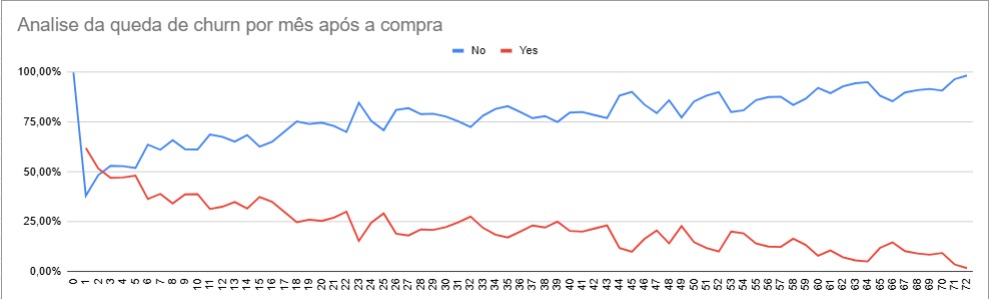 Analise da queda de churn por mês após a compra
No Yes
100,00%
75,00%
50,00%
25,00%
0,00%
0 1 2 3 4 5 6 7 8 9 10 11 12 13 14 15 16 17 18 19 20 21 22 23 24 25 26 27 28 29 30 31 32 33 34 35 36 37 38 39 40 41 42 43 44 45 46 47 48 49 50 51 52 53 54 55 56 57 58 59 60 61 62 63 64 65 66 67 68 69 70 71 72